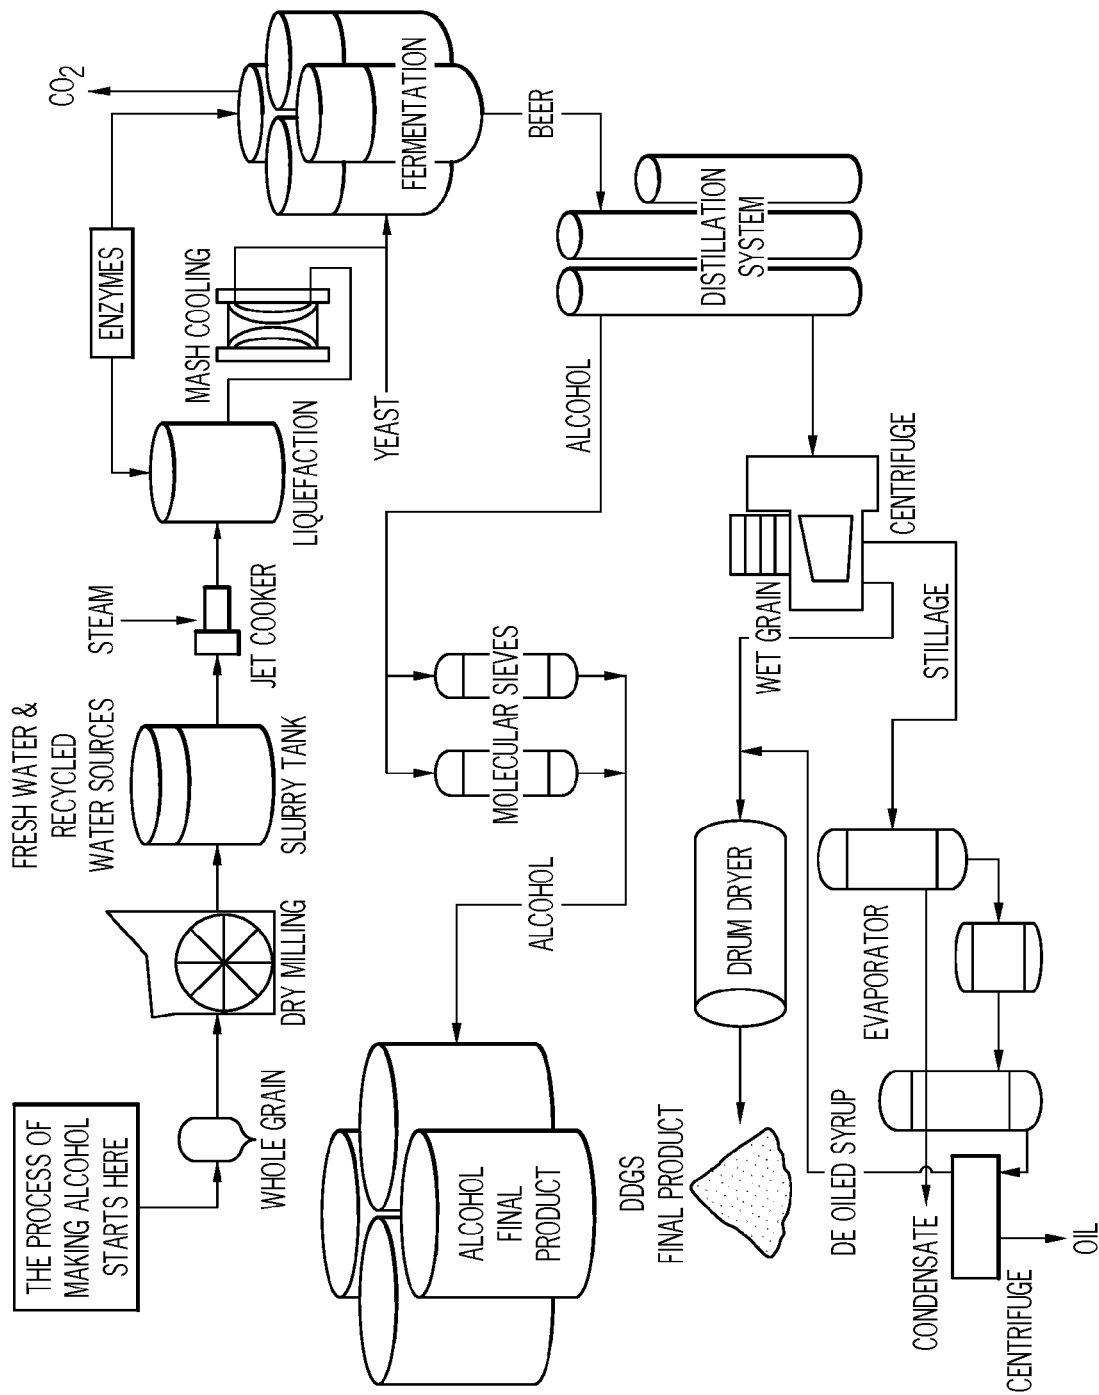 THE PROCESS OF
MAKING ALCOHOL
STARTS HERE
WHOLE GRAIN
DRY MILLING
FRESH WATER &
RECYCLED
WATER SOURCES
SLURRY TANK
STEAM
JET COOKER
LIQUEFACTION
ENZYMES
MASH COOLING
YEAST
CO2
FERMENTATION
BEER
DISTILLATION
SYSTEM
ALCOHOL
MOLECULAR SIEVES
ALCOHOL
ALCOHOL
FINAL
PRODUCT
CENTRIFUGE
WET GRAIN
STILLAGE
DRUM DRYER
DDGS
FINAL PRODUCT
EVAPORATOR
DE OILED SYRUP
CONDENSATE
CENTRIFUGE
OIL